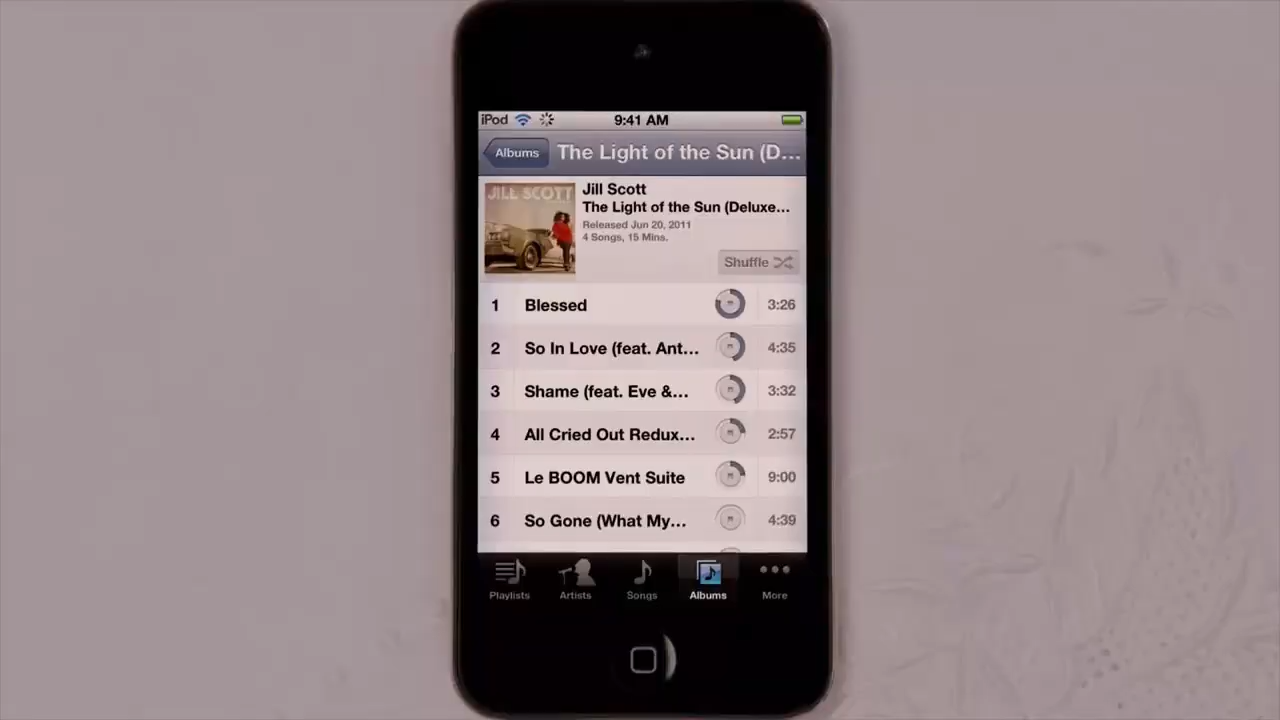 iPod 9:41 AM
Albums The Light of the Sun (D...
JILL SCOTT
Jill Scott
The Light of the Sun (Deluxe...
Released Jun 20, 2011
4 Songs, 15 Mins.
Shuffle
1 Blessed 3:26
2 So In Love (feat. Ant... 4:35
3 Shame (feat. Eve &... 3:32
4 All Cried Out Redux... 2:57
5 Le BOOM Vent Suite 9:00
6 So Gone (What My... 4:39
Playlists Artists Songs Albums More